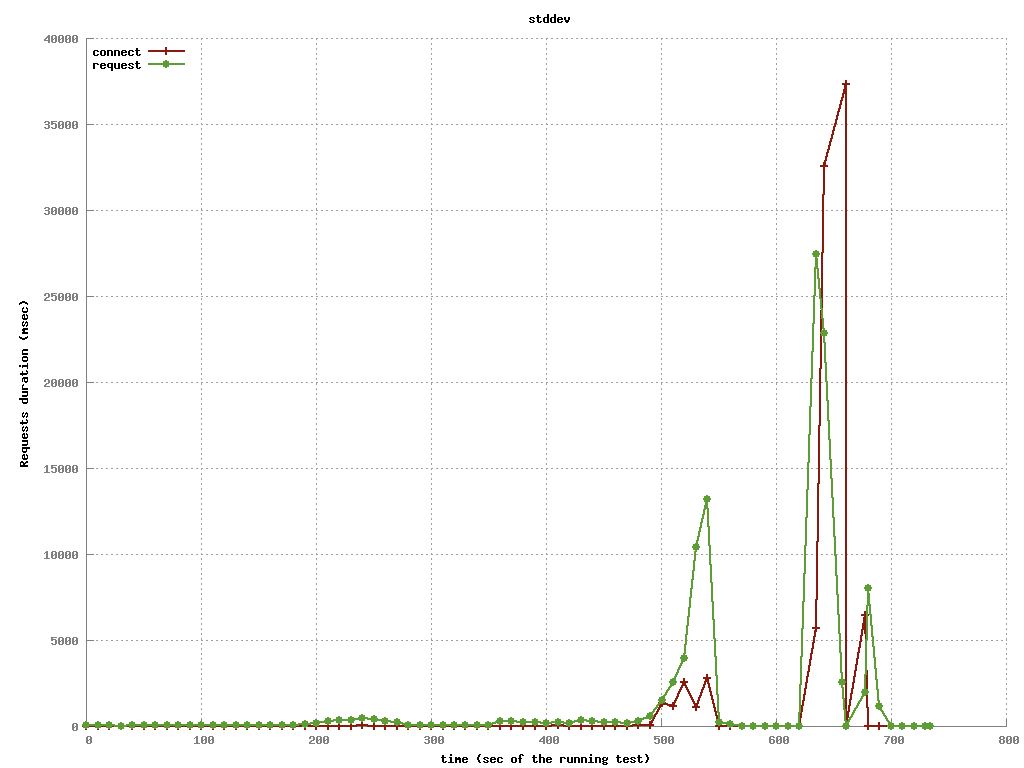 stddev
40000
connect
request
35000
30000
25000
20000
15000
10000
5000
0
Requests duration (msec)
0 100 200 300 400 500 600 700 800
time (sec of the running test)